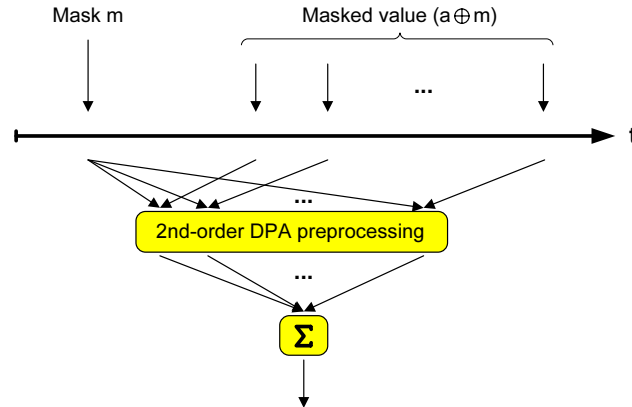 Mask m
Masked value (a ⊕ m)
...
t
...
2nd-order DPA preprocessing
...
Σ